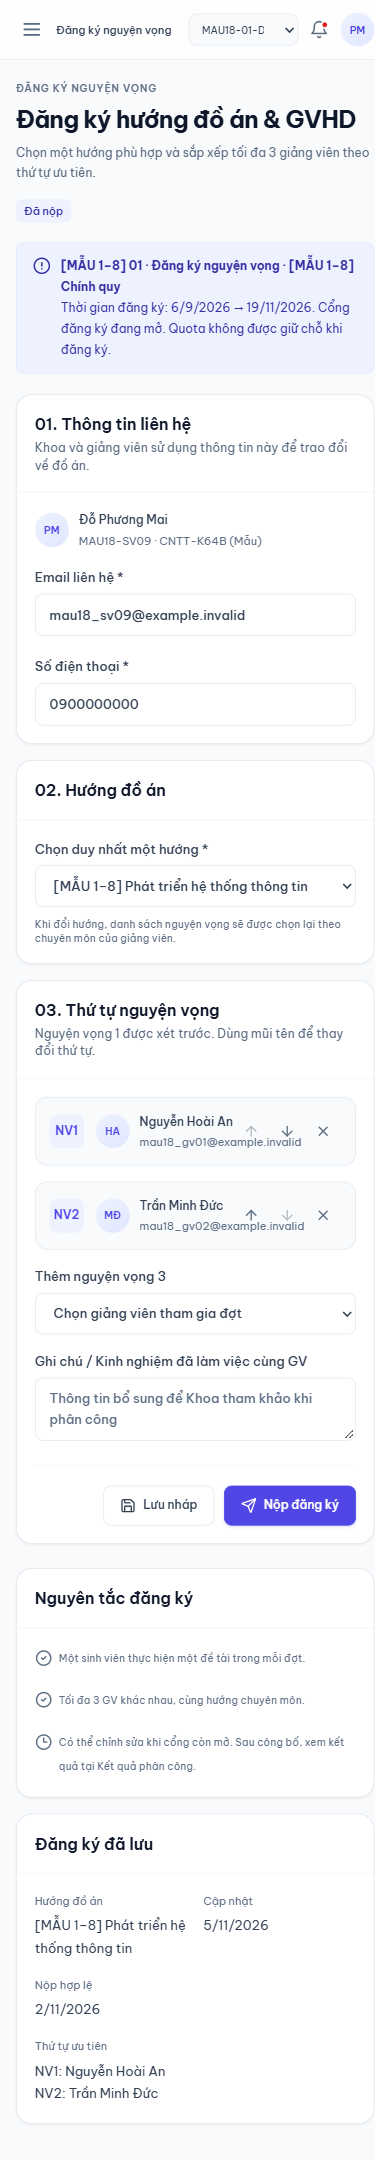 Đăng ký nguyện vọng
MAU18-01-D
PM
ĐĂNG KÝ NGUYỆN VỌNG
Đăng ký hướng đồ án & GVHD
Chọn một hướng phù hợp và sắp xếp tối đa 3 giảng viên theo
thứ tự ưu tiên.
Đã nộp
[MẪU 1–8] 01 · Đăng ký nguyện vọng · [MẪU 1–8]
Chính quy
Thời gian đăng ký: 6/9/2026 → 19/11/2026. Cổng
đăng ký đang mở. Quota không được giữ chỗ khi
đăng ký.
01. Thông tin liên hệ
Khoa và giảng viên sử dụng thông tin này để trao đổi
về đồ án.
PM
Đỗ Phương Mai
MAU18-SV09 · CNTT-K64B (Mẫu)
Email liên hệ *
mau18_sv09@example.invalid
Số điện thoại *
0900000000
02. Hướng đồ án
Chọn duy nhất một hướng *
[MẪU 1–8] Phát triển hệ thống thông tin
Khi đổi hướng, danh sách nguyện vọng sẽ được chọn lại theo
chuyên môn của giảng viên.
03. Thứ tự nguyện vọng
Nguyện vọng 1 được xét trước. Dùng mũi tên để thay
đổi thứ tự.
NV1
HA
Nguyễn Hoài An
mau18_gv01@example.invalid
NV2
MĐ
Trần Minh Đức
mau18_gv02@example.invalid
Thêm nguyện vọng 3
Chọn giảng viên tham gia đợt
Ghi chú / Kinh nghiệm đã làm việc cùng GV
Thông tin bổ sung để Khoa tham khảo khi
phân công
Lưu nháp
Nộp đăng ký
Nguyên tắc đăng ký
Một sinh viên thực hiện một đề tài trong mỗi đợt.
Tối đa 3 GV khác nhau, cùng hướng chuyên môn.
Có thể chỉnh sửa khi cổng còn mở. Sau công bố, xem kết
quả tại Kết quả phân công.
Đăng ký đã lưu
Hướng đồ án
Cập nhật
[MẪU 1–8] Phát triển hệ
5/11/2026
thống thông tin
Nộp hợp lệ
2/11/2026
Thứ tự ưu tiên
NV1: Nguyễn Hoài An
NV2: Trần Minh Đức